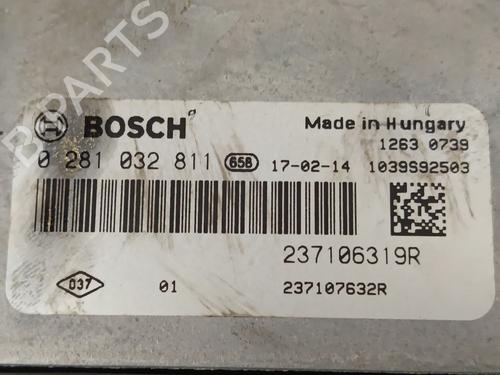 B-PARTS
BOSCH
Made in Hungary
1263 0739
0 281 032 811 658 17-02-14 1039S92503
237106319R
037 01 237107632R